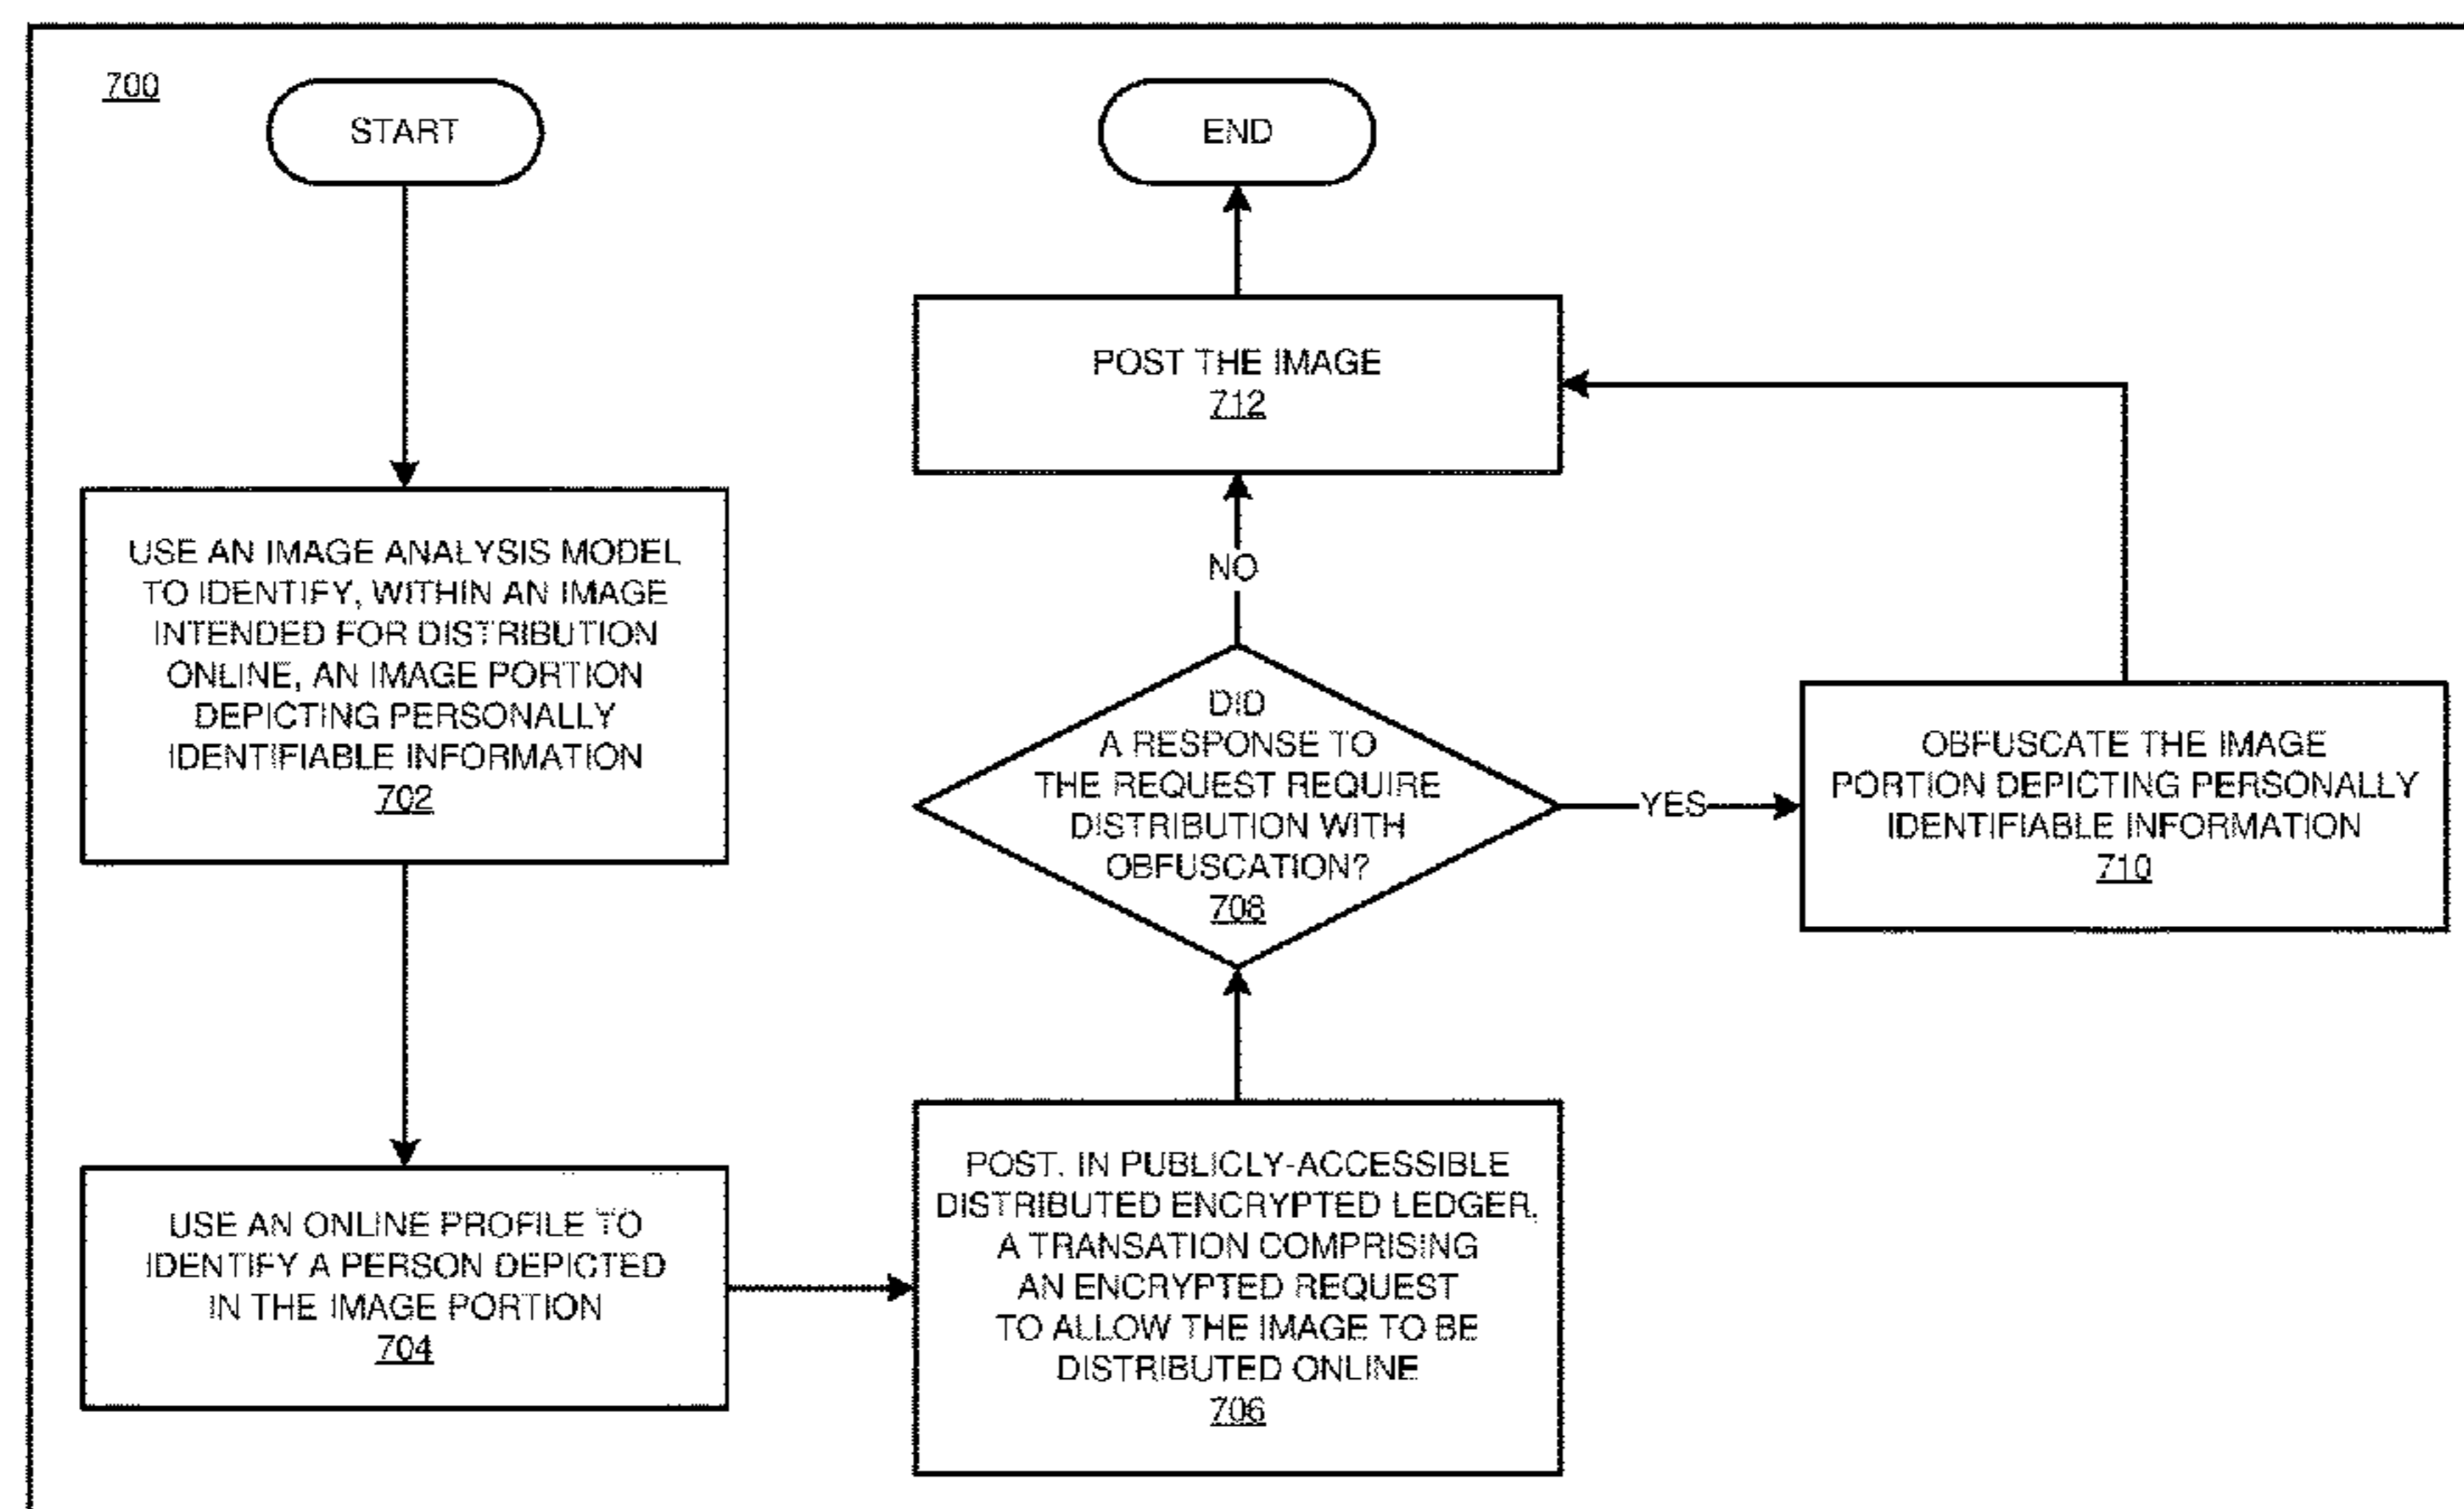 700
START
USE AN IMAGE ANALYSIS MODEL
TO IDENTIFY, WITHIN AN IMAGE
INTENDED FOR DISTRIBUTION
ONLINE, AN IMAGE PORTION
DEPICTING PERSONALLY
IDENTIFIABLE INFORMATION
702
USE AN ONLINE PROFILE TO
IDENTIFY A PERSON DEPICTED
IN THE IMAGE PORTION
704
POST, IN PUBLICLY-ACCESSIBLE
DISTRIBUTED ENCRYPTED LEDGER,
A TRANSATION COMPRISING
AN ENCRYPTED REQUEST
TO ALLOW THE IMAGE TO BE
DISTRIBUTED ONLINE
706
DID
A RESPONSE TO
THE REQUEST REQUIRE
DISTRIBUTION WITH
OBFUSCATION?
708
YES
OBFUSCATE THE IMAGE
PORTION DEPICTING PERSONALLY
IDENTIFIABLE INFORMATION
710
NO
POST THE IMAGE
712
END